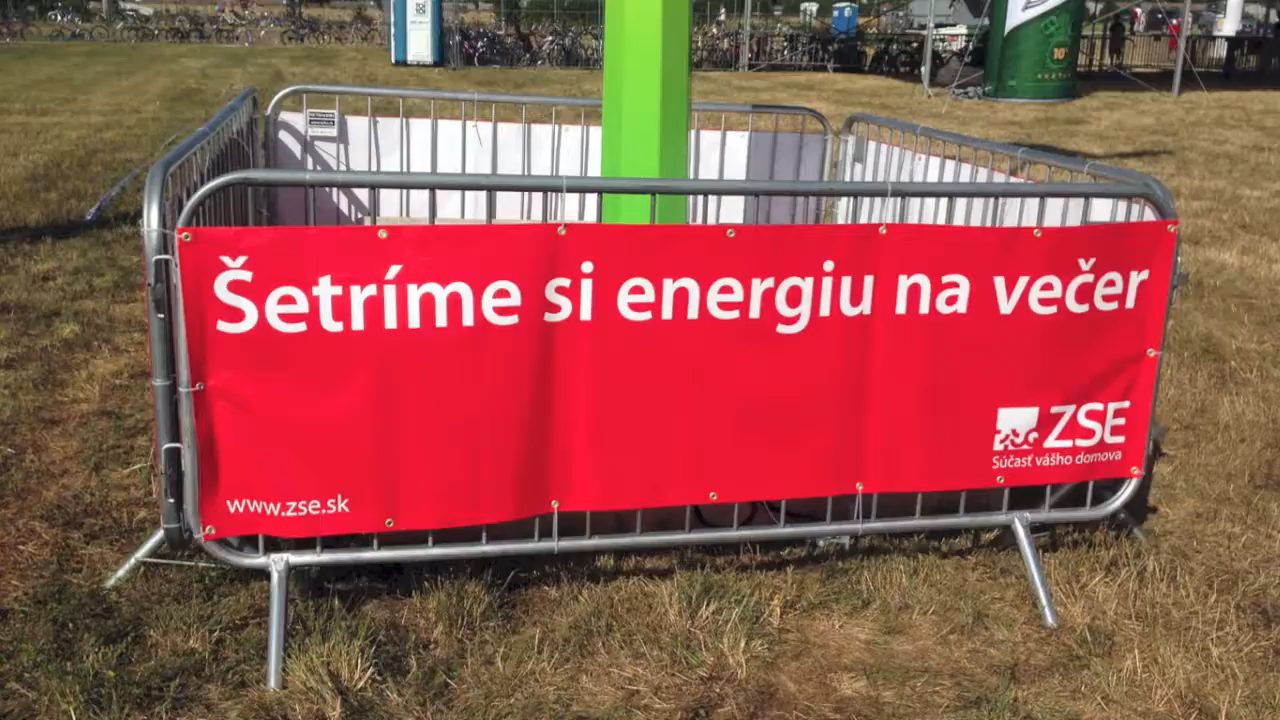 Šetríme si energiu na večer
ZSE
Súčasť vášho domova
www.zse.sk